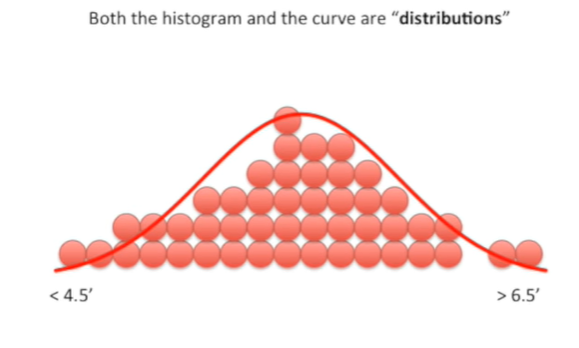 Both the histogram and the curve are “distributions”
< 4.5′
> 6.5′